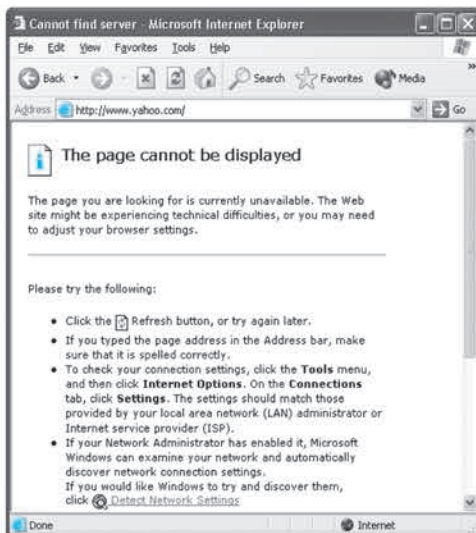 Cannot find server - Microsoft Internet Explorer
File Edit View Favorites Tools Help
Back Search Favorites Media »
Address http://www.yahoo.com/ Go
The page cannot be displayed
The page you are looking for is currently unavailable. The Web
site might be experiencing technical difficulties, or you may need
to adjust your browser settings.
Please try the following:
• Click the Refresh button, or try again later.
• If you typed the page address in the Address bar, make
sure that it is spelled correctly.
• To check your connection settings, click the Tools menu,
and then click Internet Options. On the Connections
tab, click Settings. The settings should match those
provided by your local area network (LAN) administrator or
Internet service provider (ISP).
• If your Network Administrator has enabled it, Microsoft
Windows can examine your network and automatically
discover network connection settings.
If you would like Windows to try and discover them,
click Detect Network Settings
Done Internet